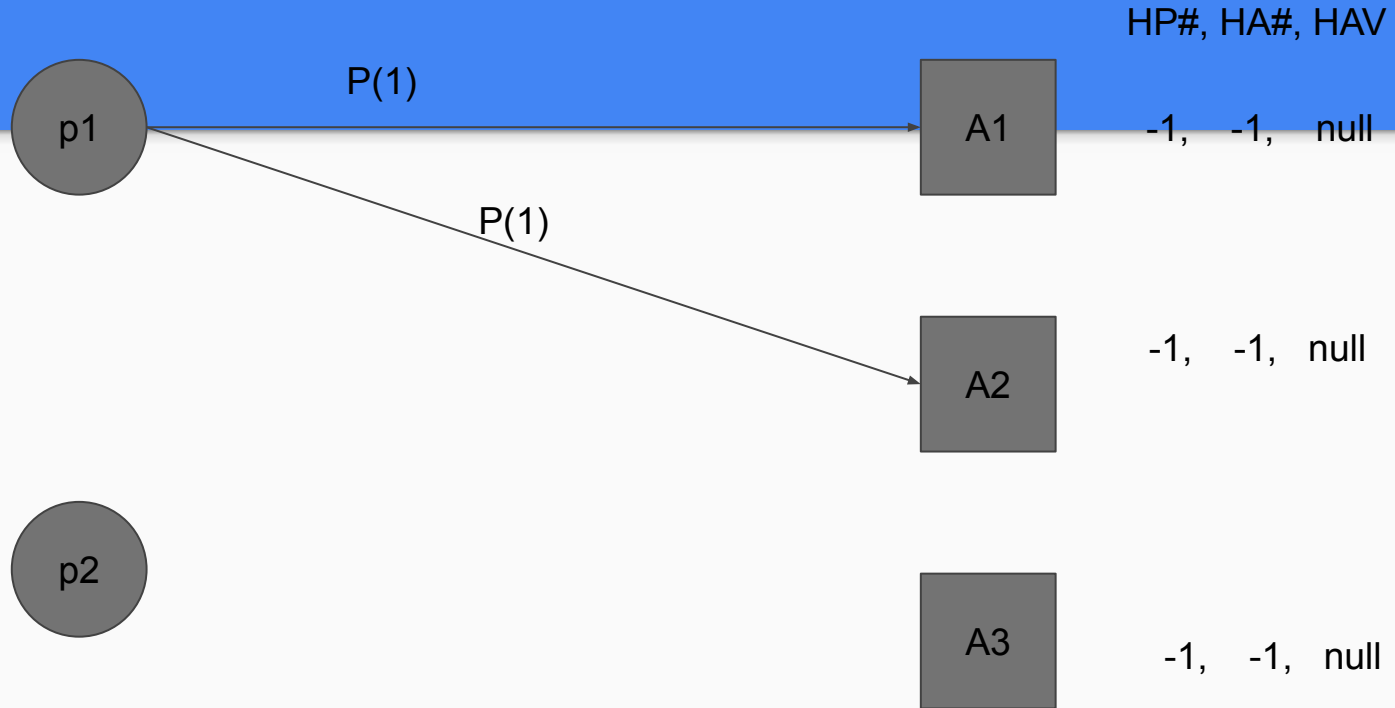 HP#, HA#, HAV
P(1)
p1
A1
-1, -1, null
P(1)
-1, -1, null
A2
p2
A3
-1, -1, null